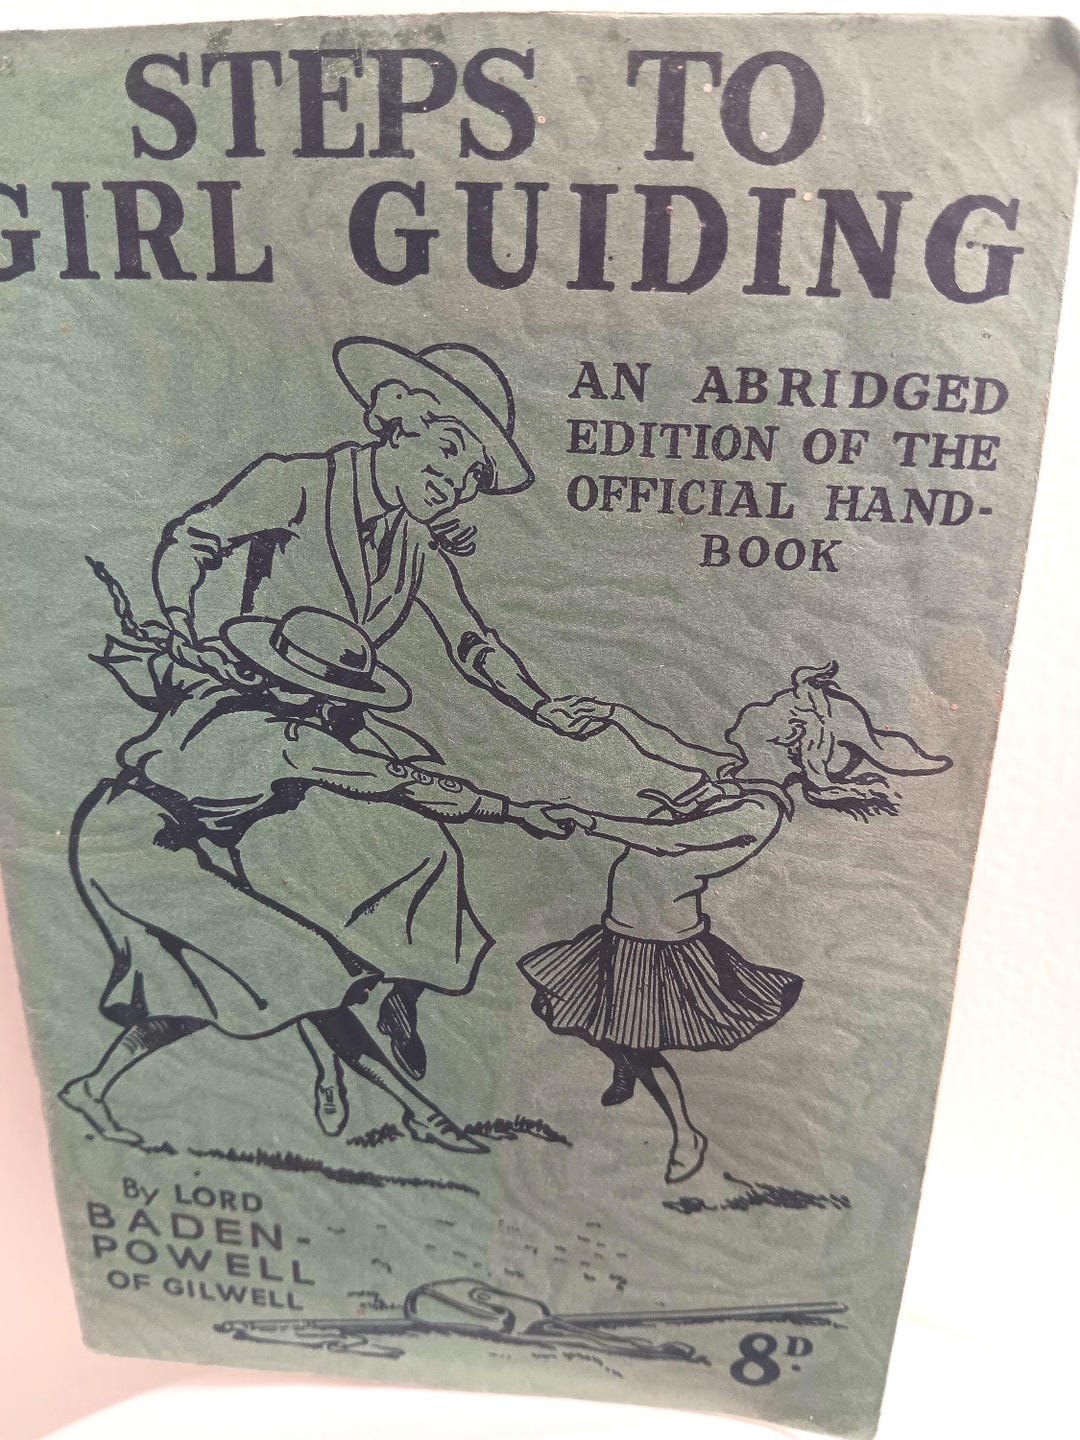 STEPS TO
GIRL GUIDING
AN ABRIDGED
EDITION OF THE
OFFICIAL HAND-
BOOK
By LORD
BADEN-
POWELL
OF GILWELL
8D.